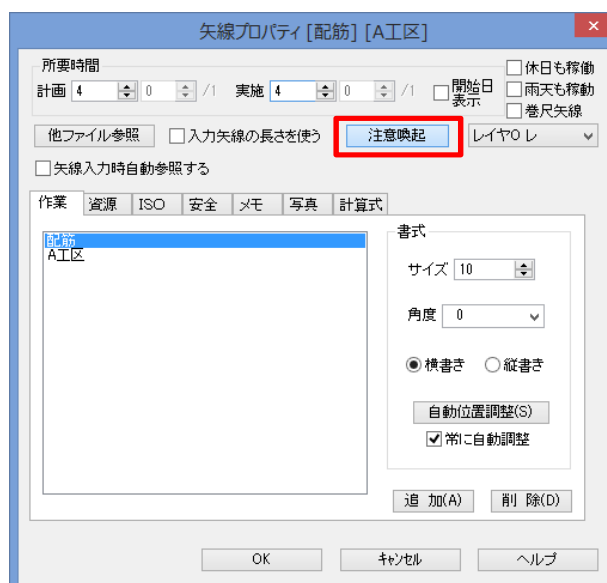 矢線プロパティ [配筋] [A工区]
所要時間
計画 4 0 /1 実施 4 0 /1 開始日表示
休日も稼働
雨天も稼働
巻尺矢線
他ファイル参照 入力矢線の長さを使う 注意喚起 レイヤ0 レ
矢線入力時自動参照する
作業 資源 ISO 安全 メモ 写真 計算式
配筋
A工区
書式
サイズ 10
角度 0
横書き 縦書き
自動位置調整(S)
常に自動調整
追 加(A) 削 除(D)
OK キャンセル ヘルプ